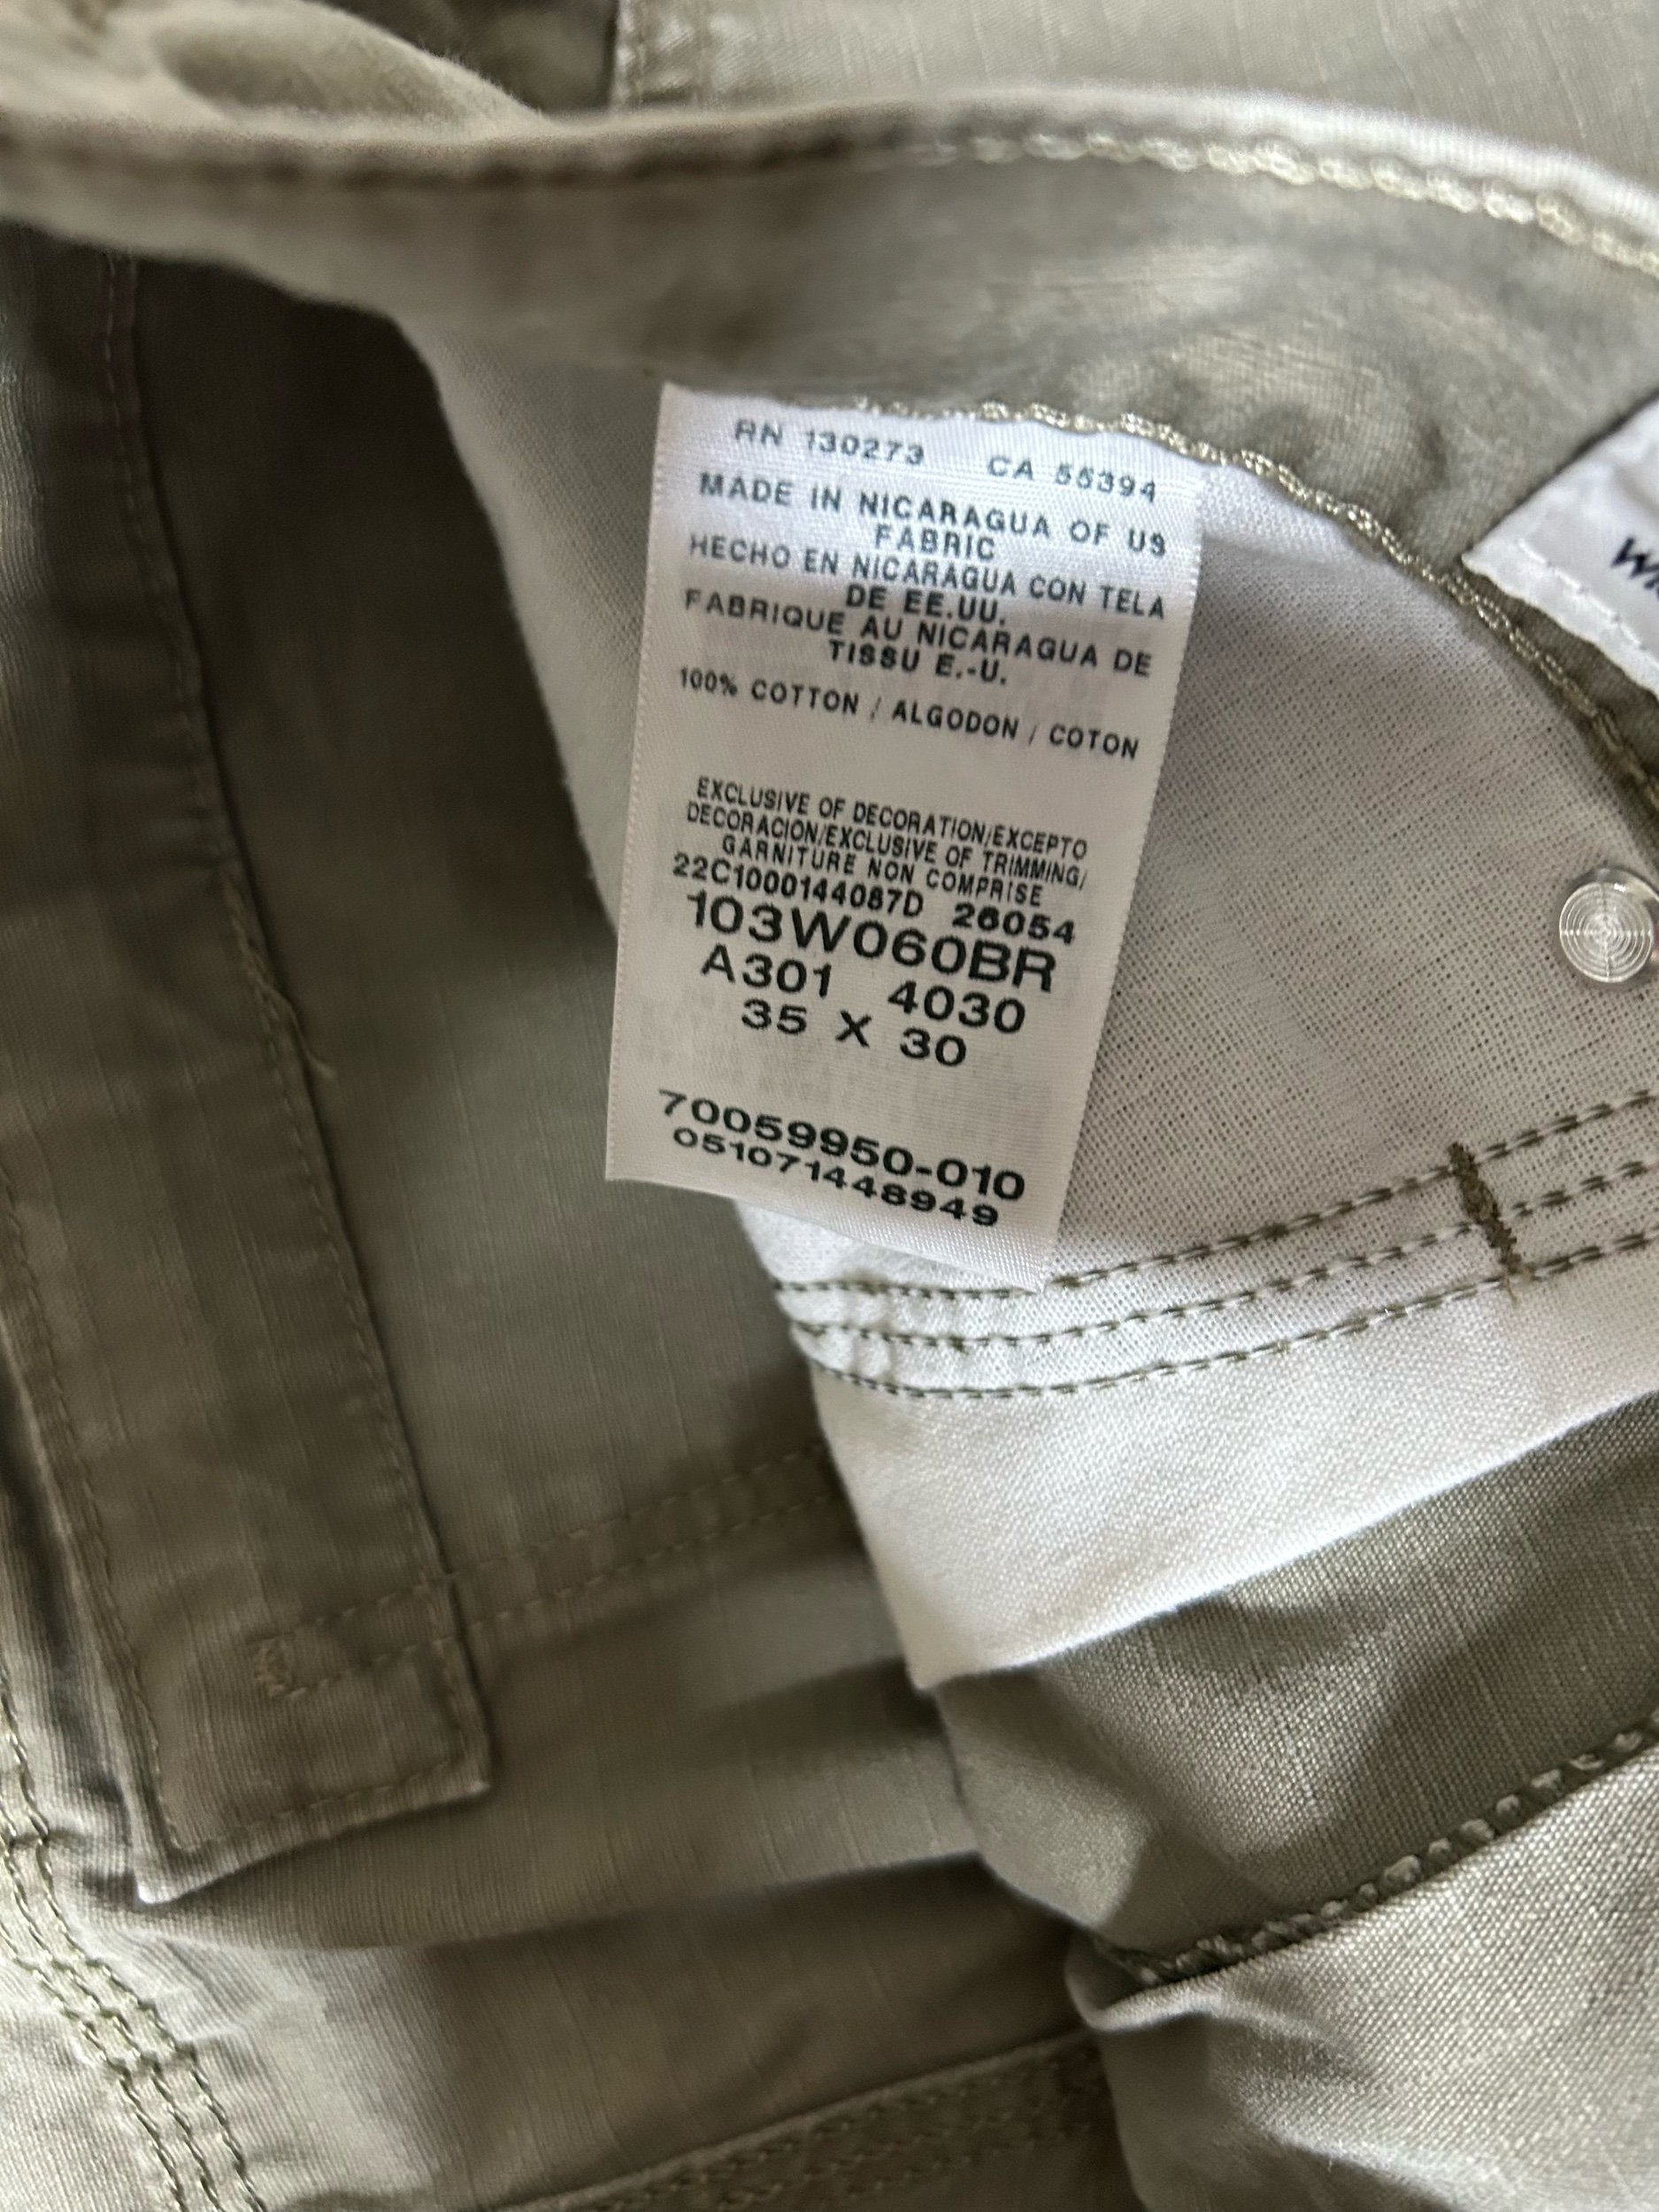 RN 130273 CA 55394
MADE IN NICARAGUA OF US
FABRIC
HECHO EN NICARAGUA CON TELA
DE EE.UU.
FABRIQUE AU NICARAGUA DE
TISSU E.-U.
100% COTTON / ALGODON / COTON
EXCLUSIVE OF DECORATION/EXCEPTO
DECORACION/EXCLUSIVE OF TRIMMING/
GARNITURE NON COMPRISE
22C1000144087D 26054
103W060BR
A301 4030
35 X 30
70059950-010
051071448949